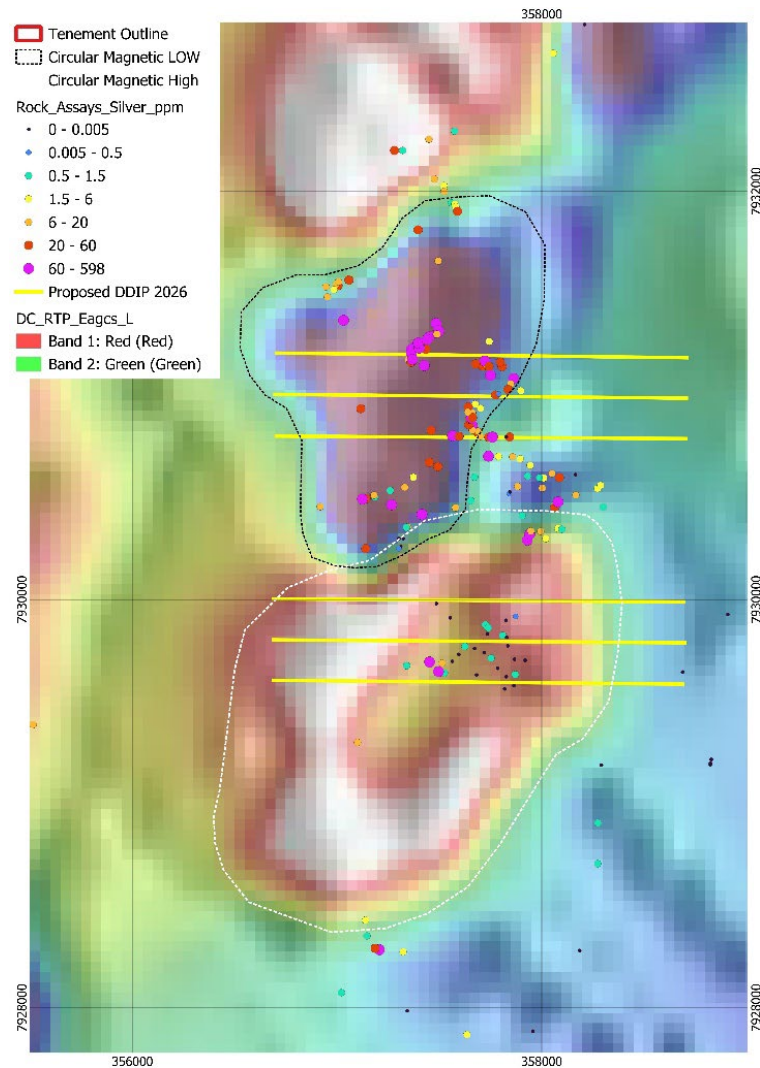 358000
Tenement Outline
Circular Magnetic LOW
Circular Magnetic High
Rock_Assays_Silver_ppm
0 - 0.005
0.005 - 0.5
0.5 - 1.5
1.5 - 6
6 - 20
20 - 60
60 - 598
Proposed DDIP 2026
DC_RTP_Eagcs_L
Band 1: Red (Red)
Band 2: Green (Green)
7932000
7930000
7930000
7928000
7928000
356000
358000